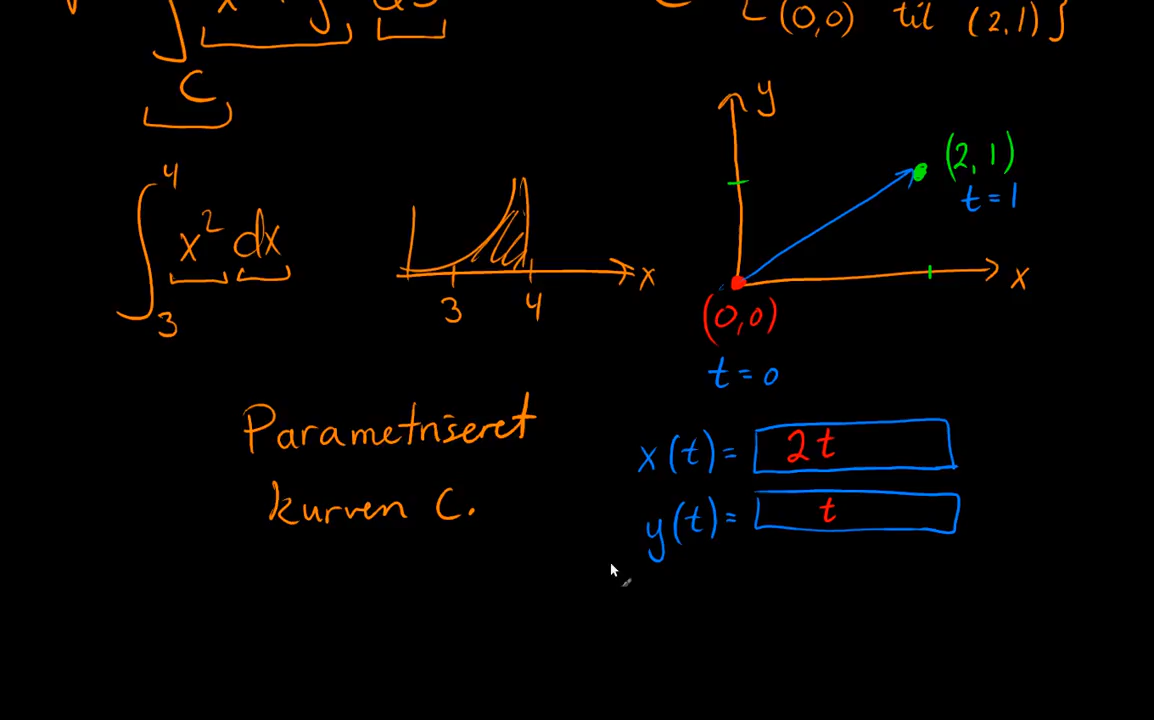 (0,0) til (2,1)
C
y
(2,1)
t=1
∫₃⁴ x² dx
3 4 x
x
(0,0)
t=0
Parametriseret
kurven C.
x(t)= 2t
y(t)= t